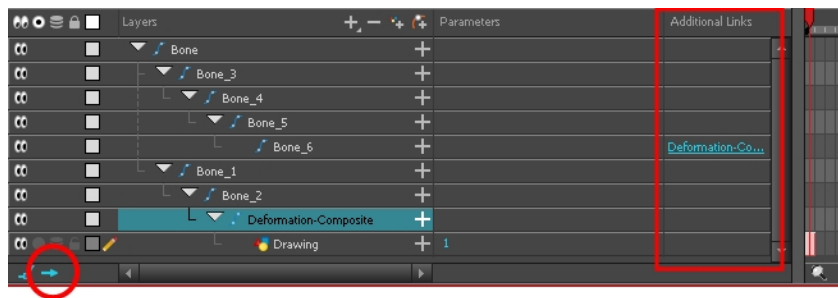 Layers Parameters Additional Links
Bone
Bone_3
Bone_4
Bone_5
Bone_6 Deformation-Co...
Bone_1
Bone_2
Deformation-Composite
Drawing 1